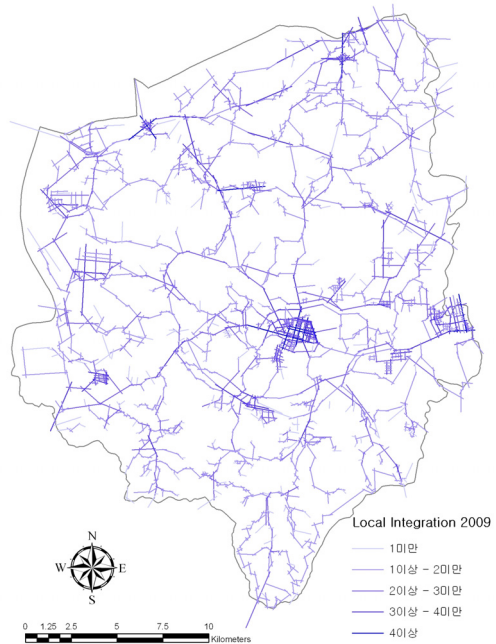 Local Integration 2009
1미만
1이상 - 2미만
2이상 - 3미만
3이상 - 4미만
4이상
N
W E
S
0 1.25 2.5 5 7.5 10
Kilometers